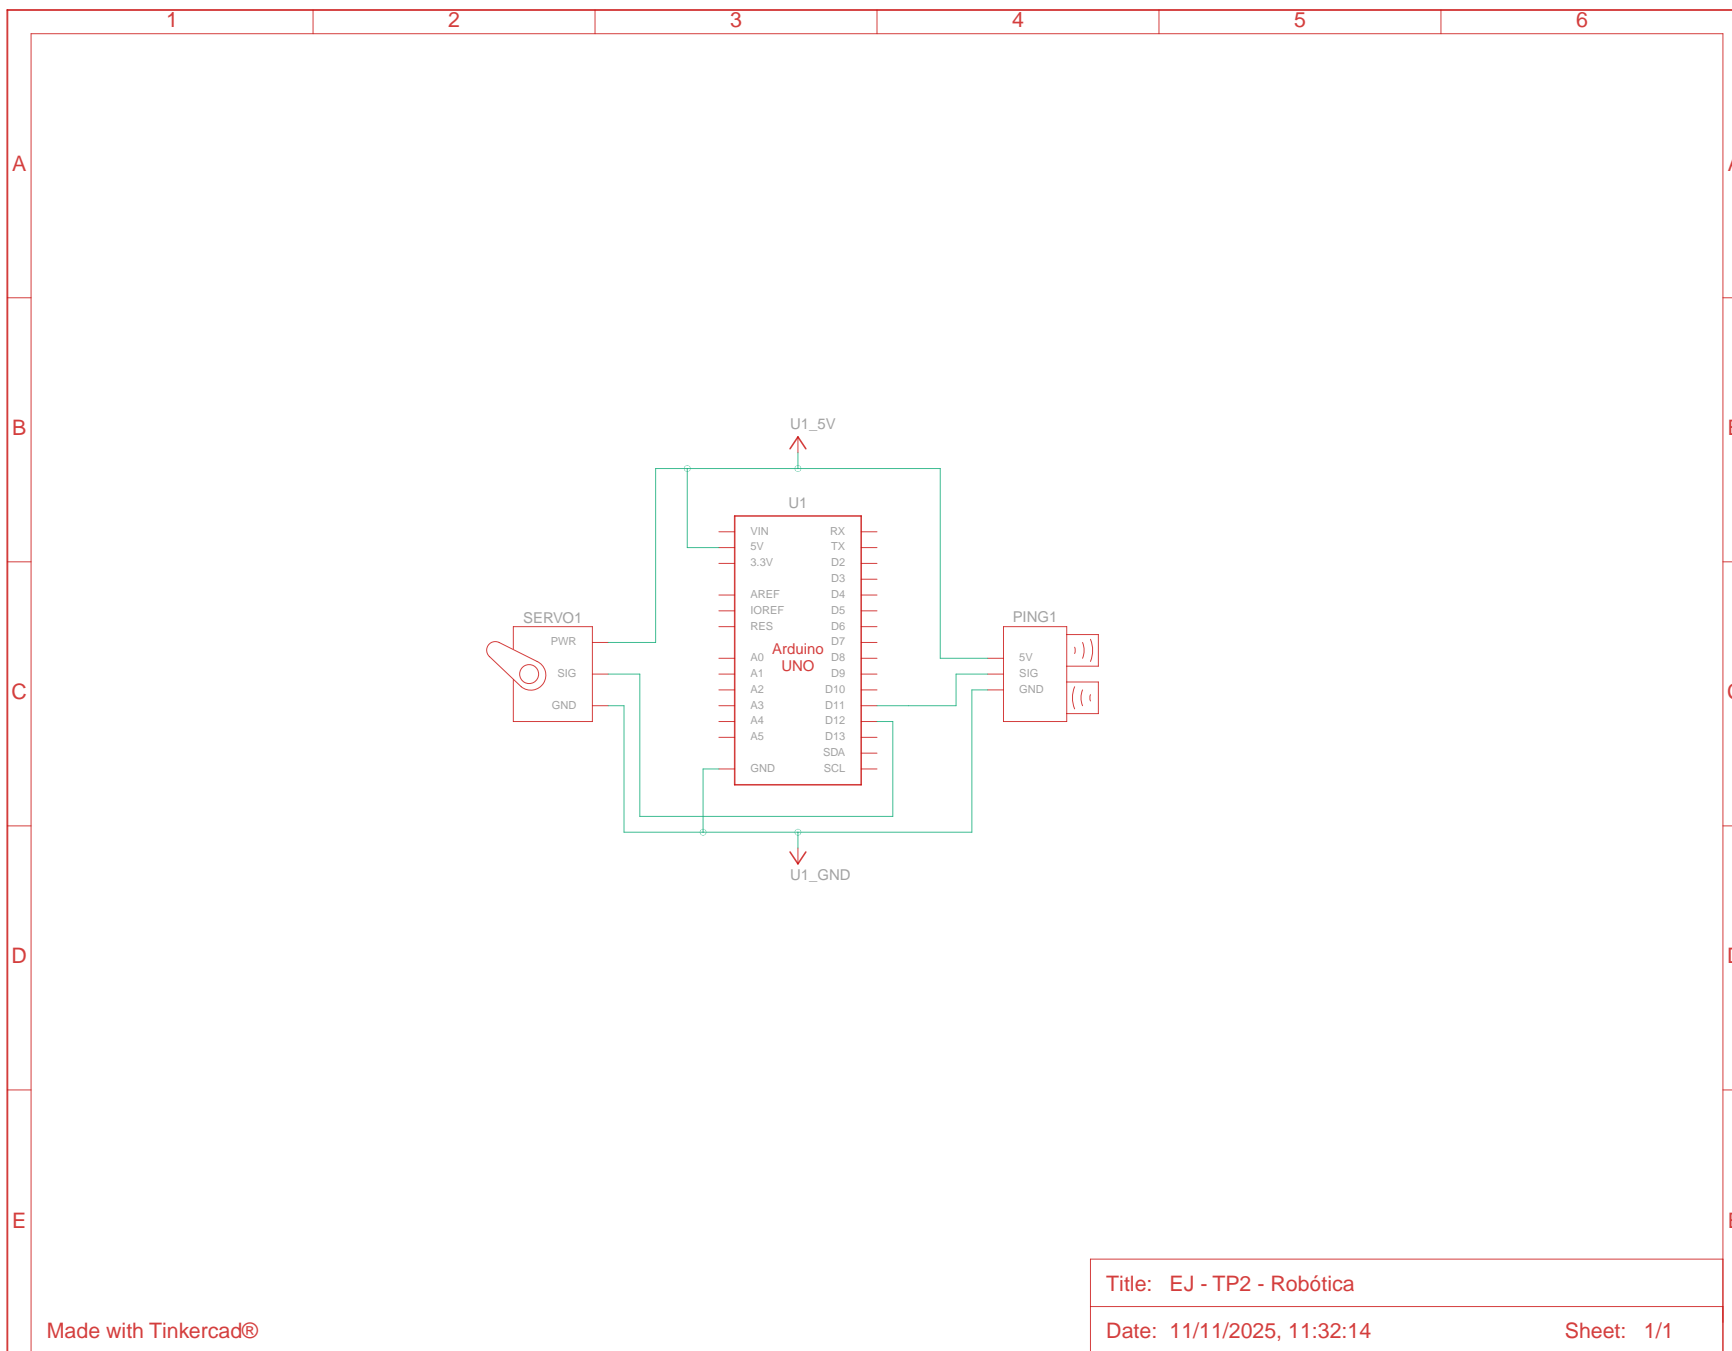 1 2 3 4 5 6
A A
B B
C C
D D
E E
U1_5V
U1
VIN RX
5V TX
3.3V D2
D3
AREF D4
IOREF D5
RES D6
D7
Arduino
UNO
A0 D8
A1 D9
A2 D10
A3 D11
A4 D12
A5 D13
SDA
GND SCL
SERVO1
PWR
SIG
GND
PING1
5V
SIG
GND
U1_GND
Title: EJ - TP2 - Robótica
Made with Tinkercad®
Date: 11/11/2025, 11:32:14 Sheet: 1/1